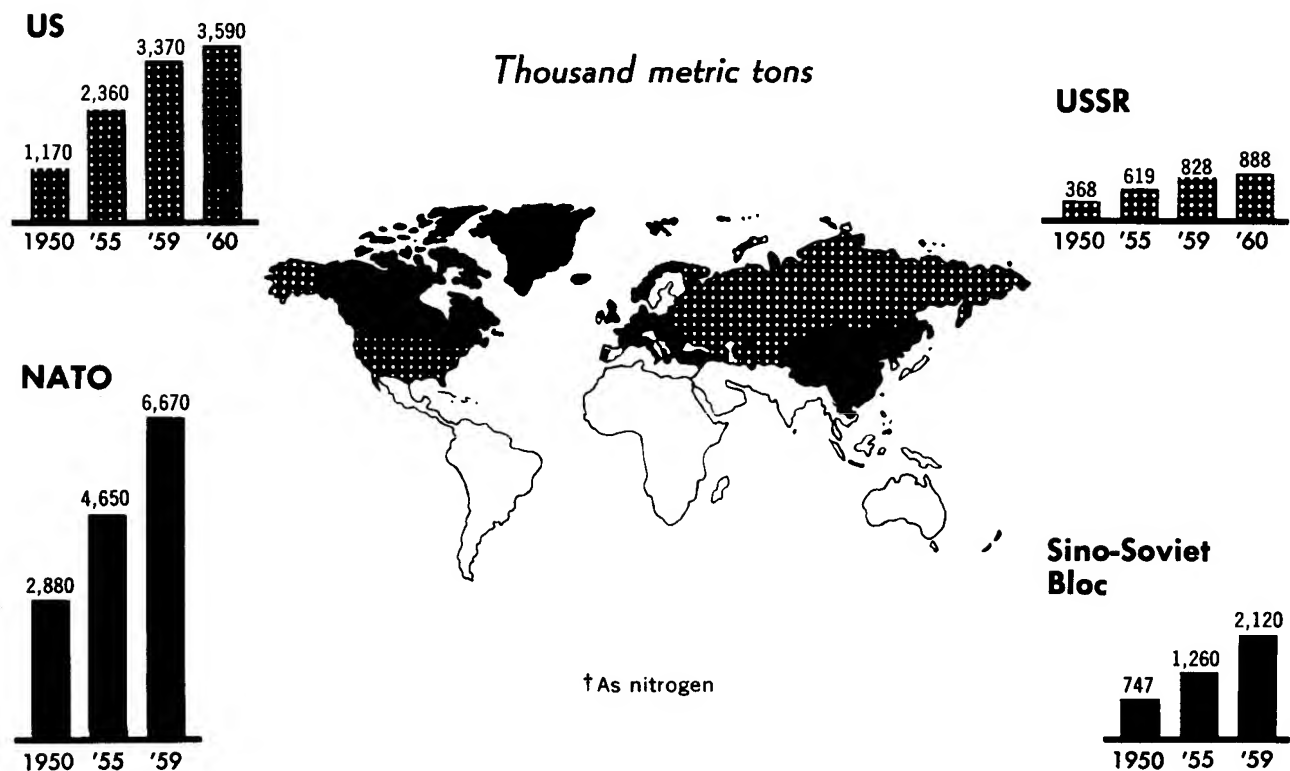 US
1,170 2,360 3,370 3,590
1950 '55 '59 '60
Thousand metric tons
USSR
368 619 828 888
1950 '55 '59 '60
NATO
2,880 4,650 6,670
1950 '55 '59
Sino-Soviet
Bloc
747 1,260 2,120
1950 '55 '59
† As nitrogen